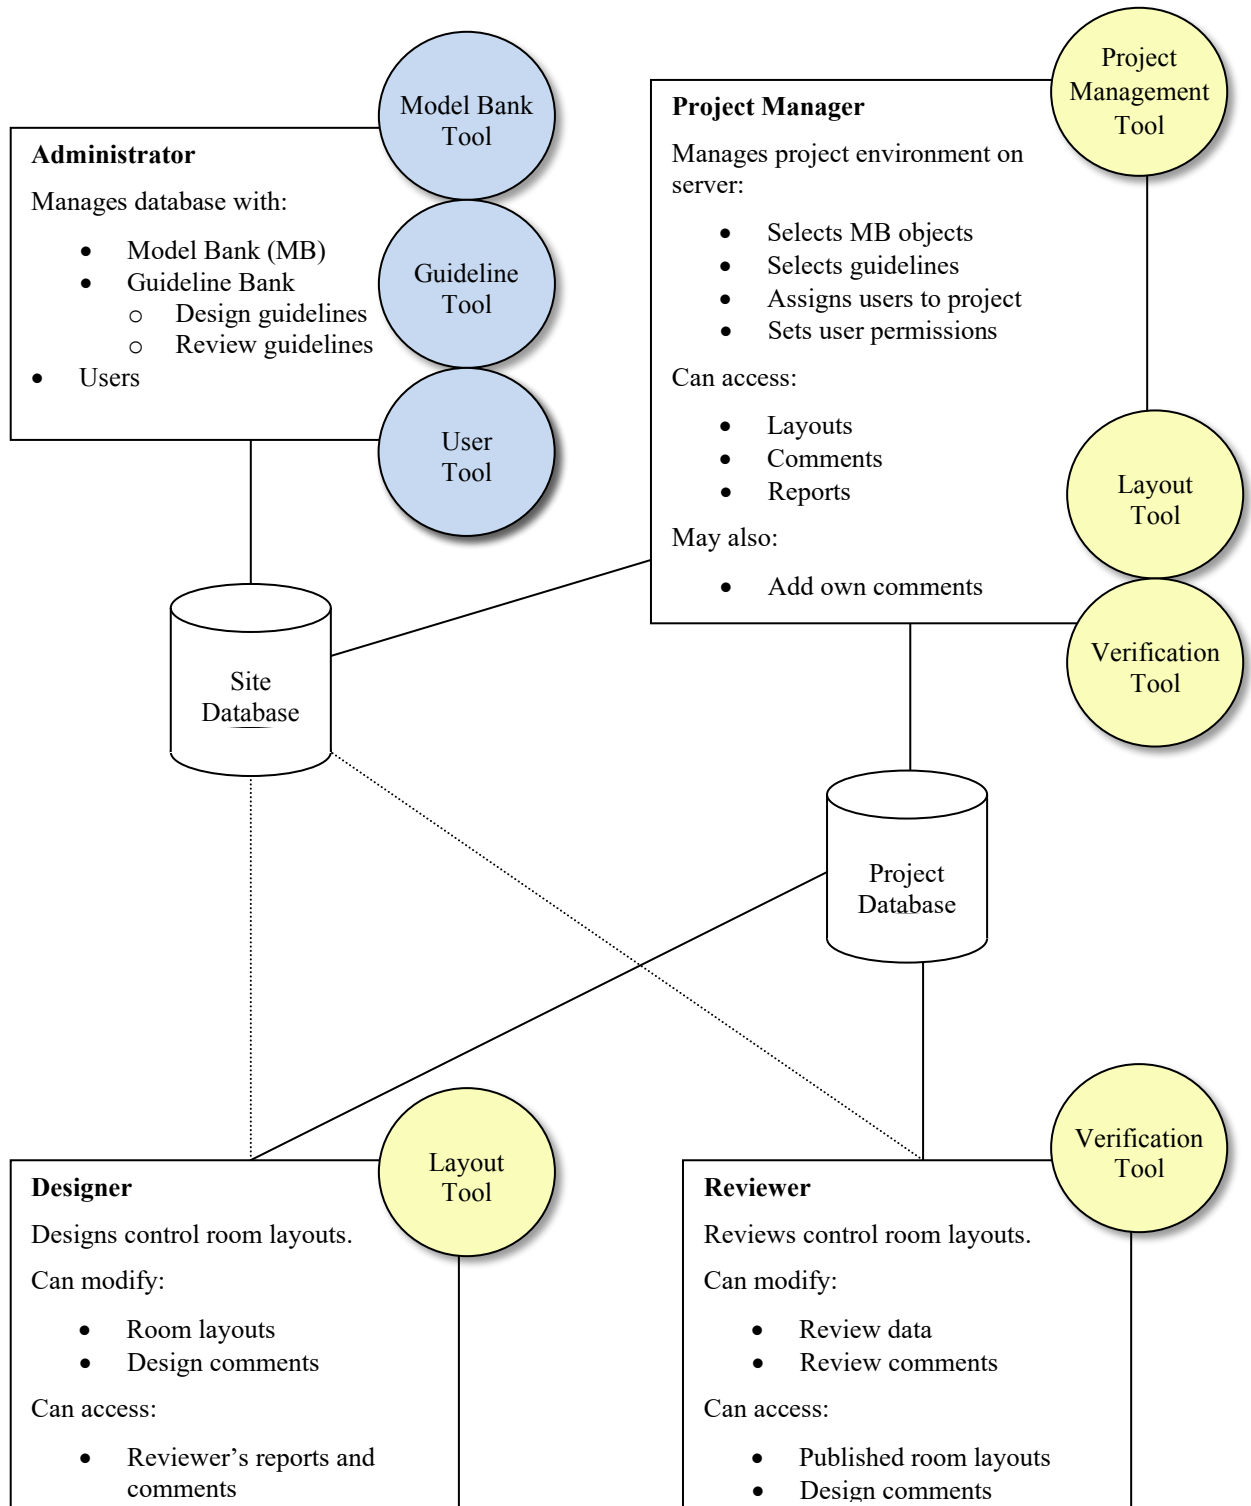 Model Bank
Tool
Administrator
Manages database with:
• Model Bank (MB)
• Guideline Bank
o Design guidelines
o Review guidelines
• Users
Guideline
Tool
User
Tool
Project
Management
Tool
Project Manager
Manages project environment on
server:
• Selects MB objects
• Selects guidelines
• Assigns users to project
• Sets user permissions
Can access:
• Layouts
• Comments
• Reports
May also:
• Add own comments
Layout
Tool
Verification
Tool
Site
Database
Project
Database
Layout
Tool
Designer
Designs control room layouts.
Can modify:
• Room layouts
• Design comments
Can access:
• Reviewer’s reports and
comments
Verification
Tool
Reviewer
Reviews control room layouts.
Can modify:
• Review data
• Review comments
Can access:
• Published room layouts
• Design comments